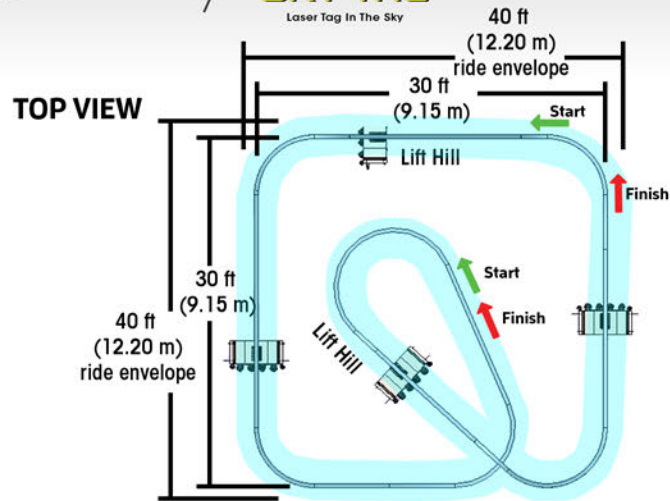 Laser Tag In The Sky
40 ft
(12.20 m)
ride envelope
30 ft
(9.15 m)
TOP VIEW
Start
Lift Hill
Finish
Start
30 ft
(9.15 m)
Finish
40 ft
(12.20 m)
ride envelope
Lift Hill